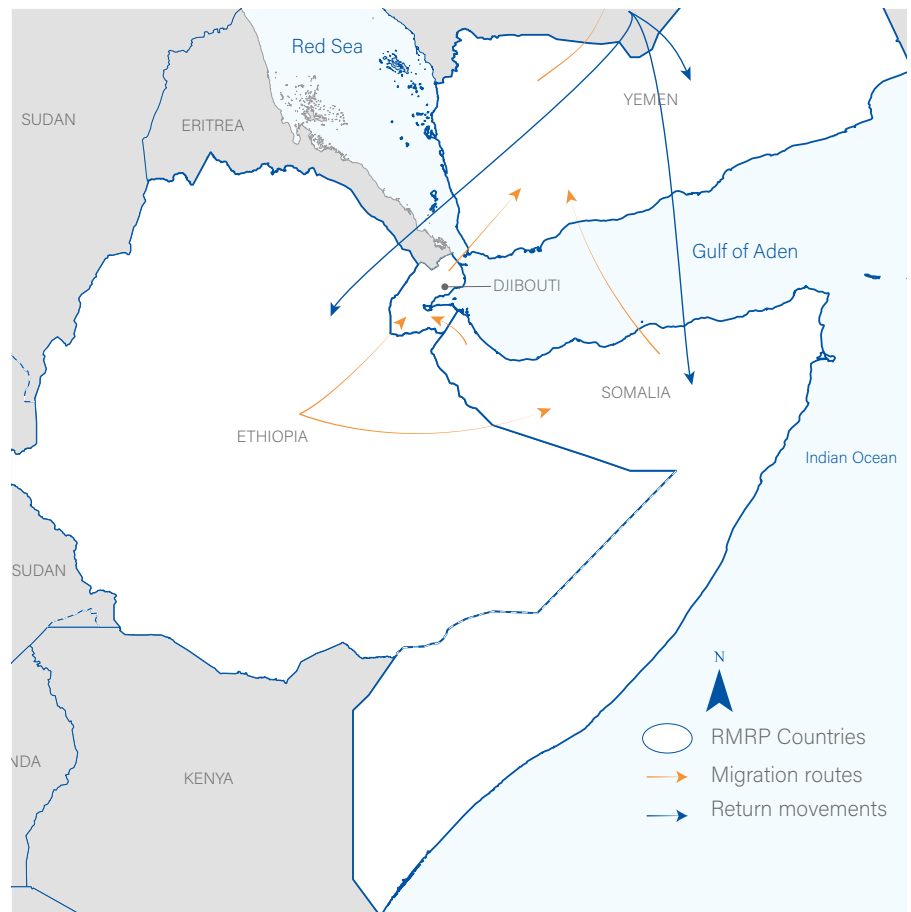 Red Sea
YEMEN
SUDAN
ERITREA
Gulf of Aden
DJIBOUTI
SOMALIA
ETHIOPIA
Indian Ocean
SUDAN
N
RMRP Countries
NDA
KENYA
Migration routes
Return movements